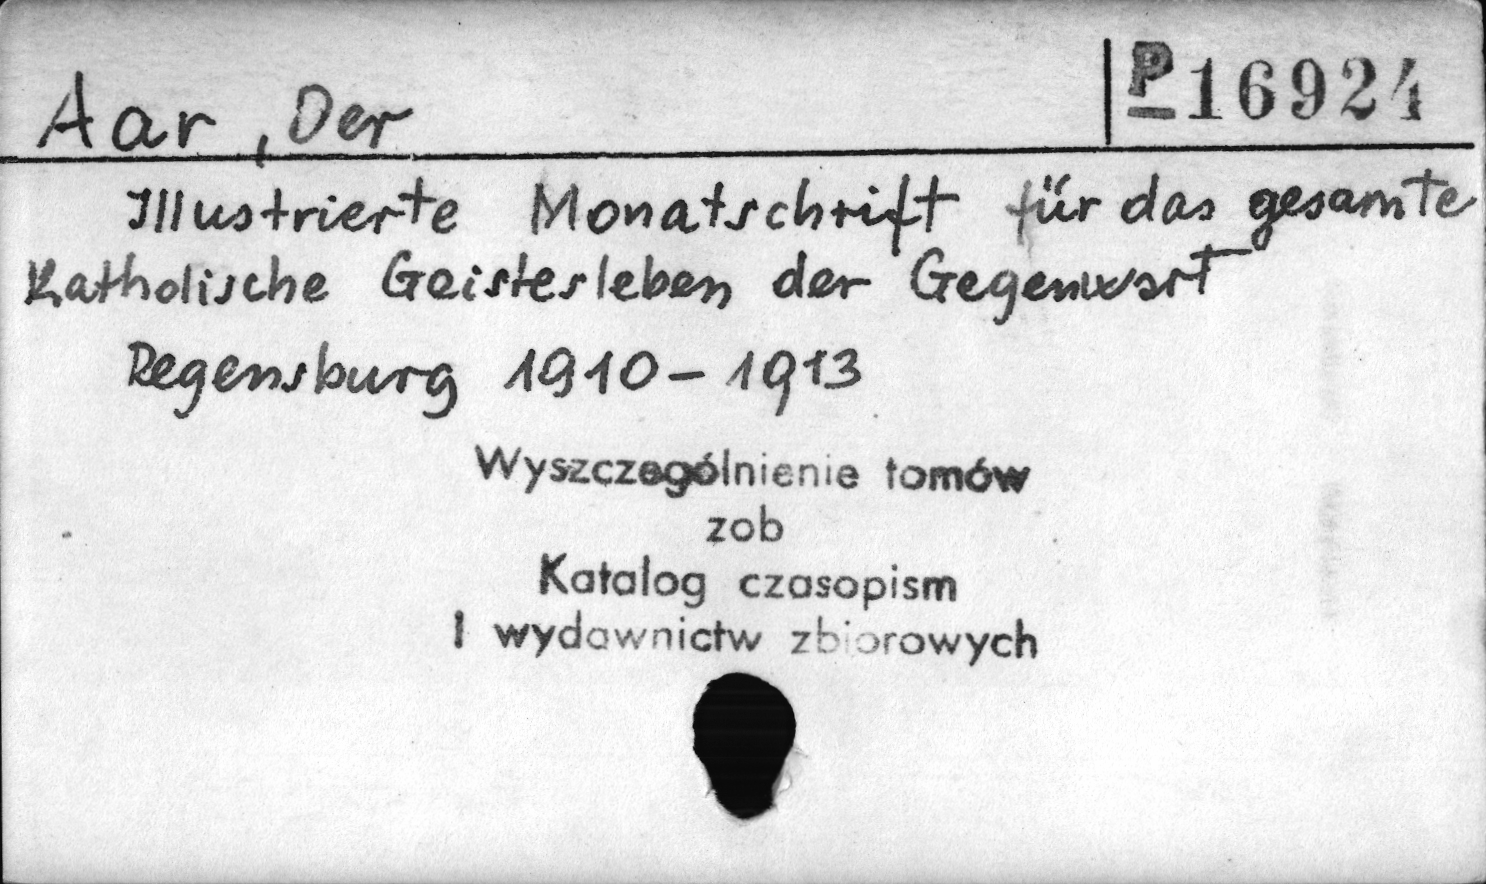 Aar, Der
P 16924
Illustrierte Monatschrift für das gesamte
Katholische Geistesleben der Gegenwart
Regensburg 1910-1913
Wyszczególnienie tomów
zob
Katalog czasopism
I wydawnictw zbiorowych